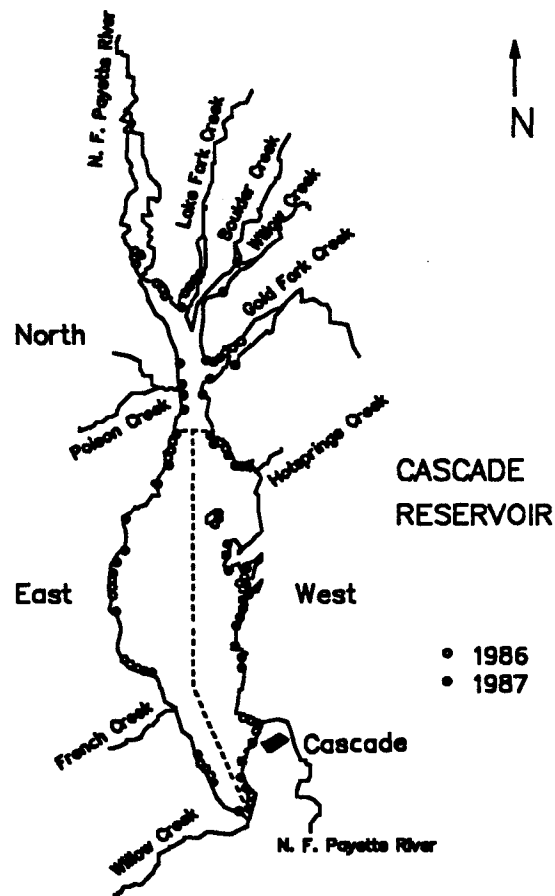 N. F. Payette River
Lake Fork Creek
Boulder Creek
Willow Creek
Gold Fork Creek
N
North
Poison Creek
Hotsprings Creek
CASCADE
RESERVOIR
East
West
1986
1987
French Creek
Cascade
Willow Creek
N. F. Payette River